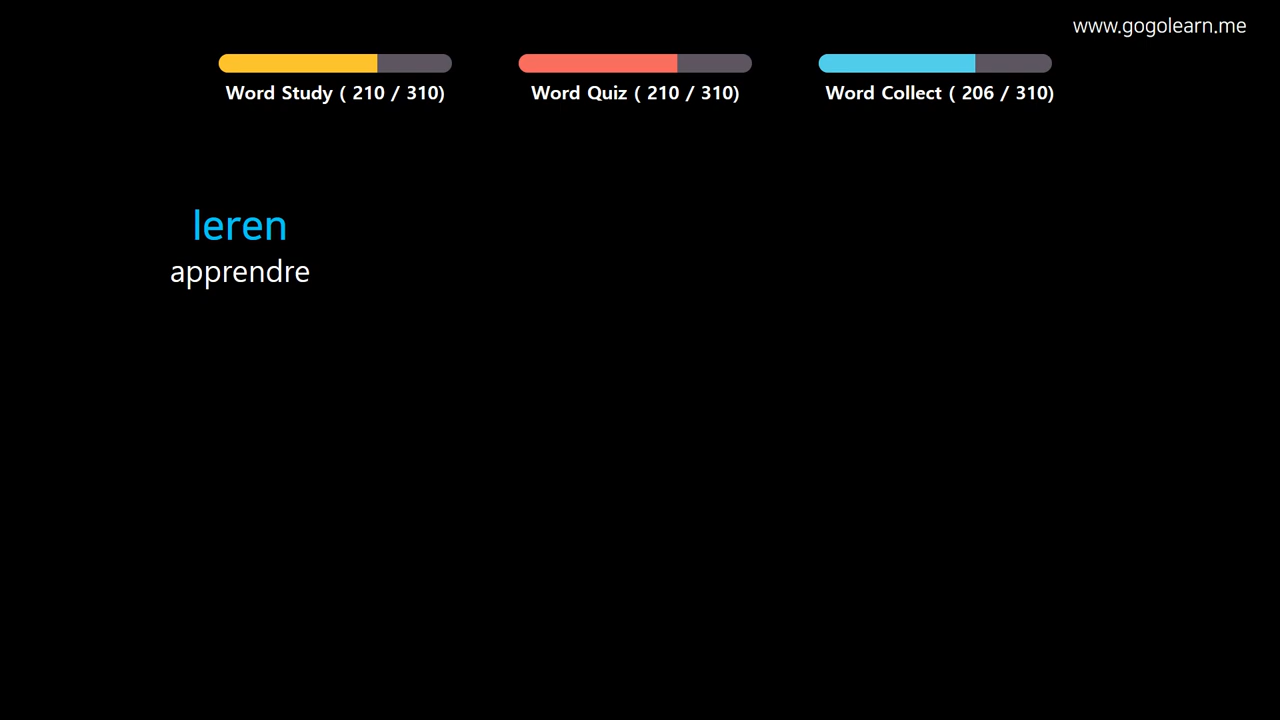 www.gogolearn.me
Word Study ( 210 / 310)
Word Quiz ( 210 / 310)
Word Collect ( 206 / 310)
leren
apprendre